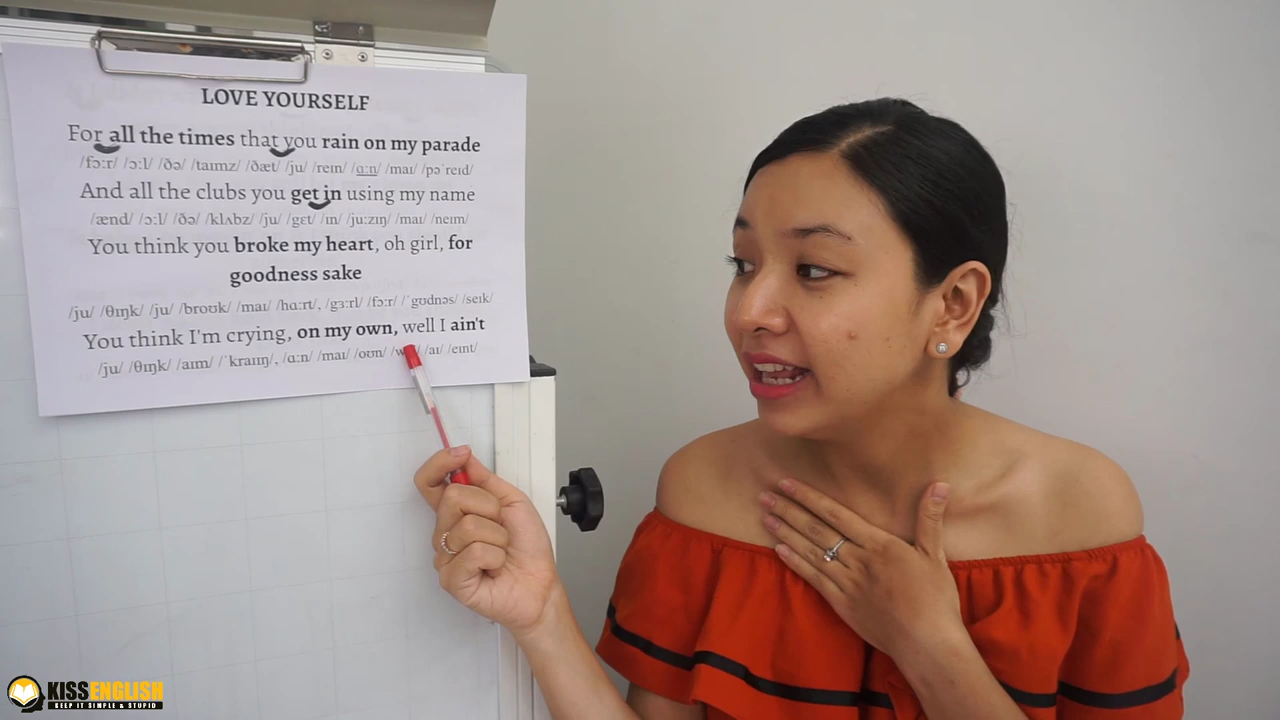 LOVE YOURSELF
For all the times that you rain on my parade
/fɔːr/ /ɔːl/ /ðə/ /taɪmz/ /ðæt/ /ju/ /reɪn/ /ɑːn/ /maɪ/ /pəˈreɪd/
And all the clubs you get in using my name
/ænd/ /ɔːl/ /ðə/ /klʌbz/ /ju/ /gɛt/ /ɪn/ /juːzɪŋ/ /maɪ/ /neɪm/
You think you broke my heart, oh girl, for
goodness sake
/ju/ /θɪŋk/ /ju/ /broʊk/ /maɪ/ /hɑːrt/, /gɜːrl/ /fɔːr/ /ˈgʊdnəs/ /seɪk/
You think I'm crying, on my own, well I ain't
/ju/ /θɪŋk/ /aɪm/ /ˈkraɪɪŋ/, /ɑːn/ /maɪ/ /oʊn/ /aɪ/ /eɪnt/
KISSENGLISH
KEEP IT SIMPLE & STUPID